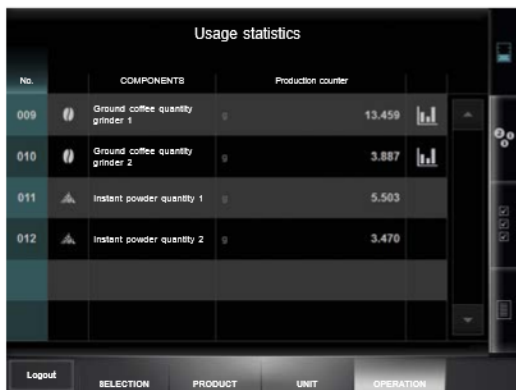 Usage statistics
No. COMPONENTS Production counter
009 Ground coffee quantity
grinder 1 g 13.459
010 Ground coffee quantity
grinder 2 g 3.887
011 Instant powder quantity 1 g 5.503
012 Instant powder quantity 2 g 3.470
Logout SELECTION PRODUCT UNIT OPERATION